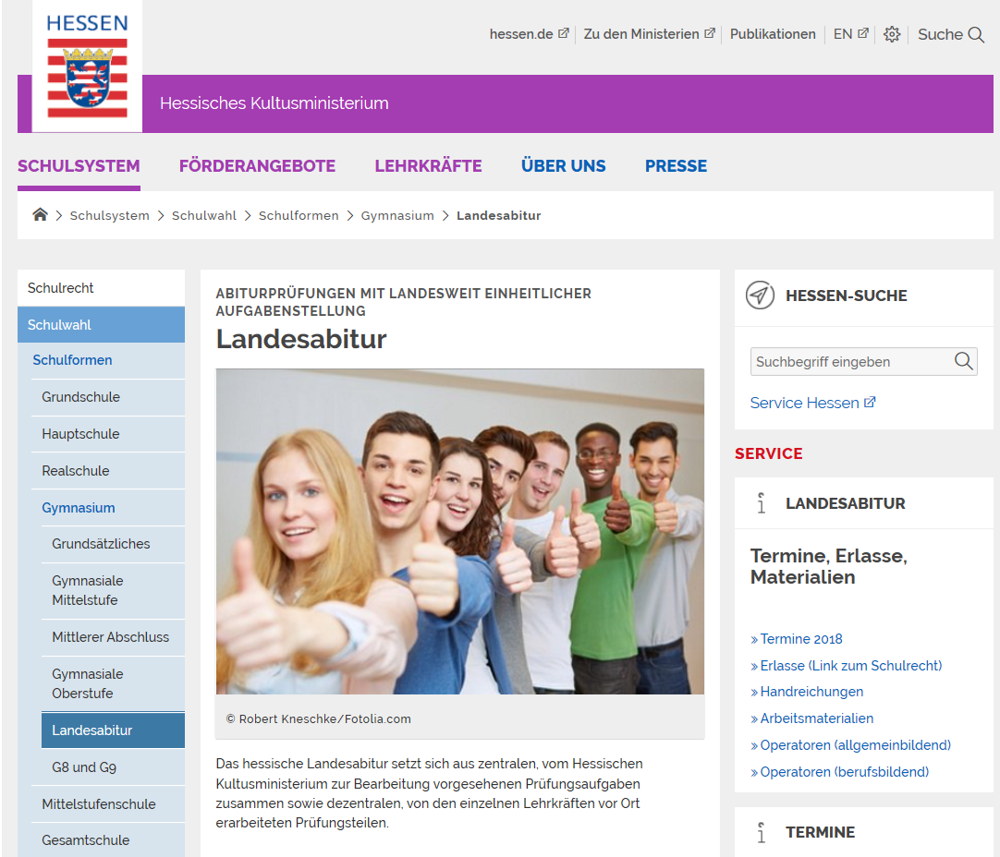 HESSEN
hessen.de
Zu den Ministerien
Publikationen
EN
Suche
Hessisches Kultusministerium
SCHULSYSTEM
FÖRDERANGEBOTE
LEHRKRÄFTE
ÜBER UNS
PRESSE
Schulsystem
Schulwahl
Schulformen
Gymnasium
Landesabitur
Schulrecht
Schulwahl
Schulformen
Grundschule
Hauptschule
Realschule
Gymnasium
Grundsätzliches
Gymnasiale
Mittelstufe
Mittlerer Abschluss
Gymnasiale
Oberstufe
Landesabitur
G8 und G9
Mittelstufenschule
Gesamtschule
ABITURPRÜFUNGEN MIT LANDESWEIT EINHEITLICHER
AUFGABENSTELLUNG
Landesabitur
© Robert Kneschke/Fotolia.com
Das hessische Landesabitur setzt sich aus zentralen, vom Hessischen
Kultusministerium zur Bearbeitung vorgesehenen Prüfungsaufgaben
zusammen sowie dezentralen, von den einzelnen Lehrkräften vor Ort
erarbeiteten Prüfungsteilen.
HESSEN-SUCHE
Suchbegriff eingeben
Service Hessen
SERVICE
LANDESABITUR
Termine, Erlasse,
Materialien
» Termine 2018
» Erlasse (Link zum Schulrecht)
» Handreichungen
» Arbeitsmaterialien
» Operatoren (allgemeinbildend)
» Operatoren (berufsbildend)
TERMINE